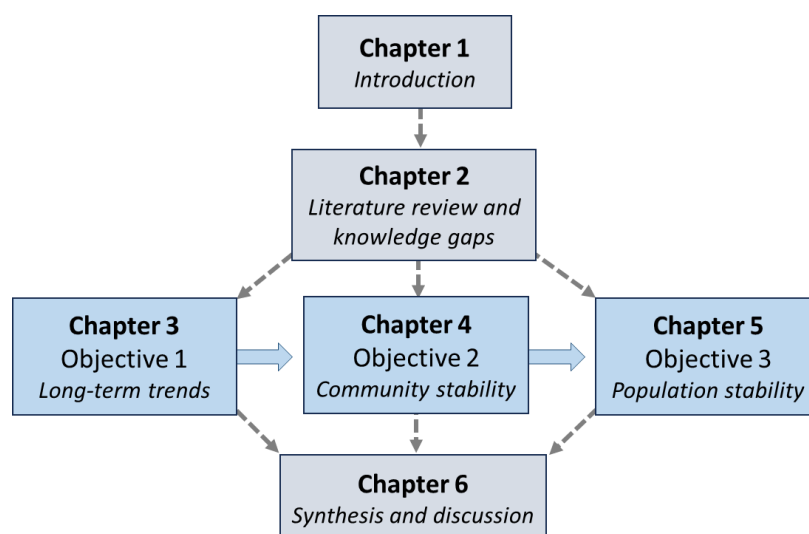 Chapter 1
Introduction
Chapter 2
Literature review and
knowledge gaps
Chapter 3
Objective 1
Long-term trends
Chapter 4
Objective 2
Community stability
Chapter 5
Objective 3
Population stability
Chapter 6
Synthesis and discussion